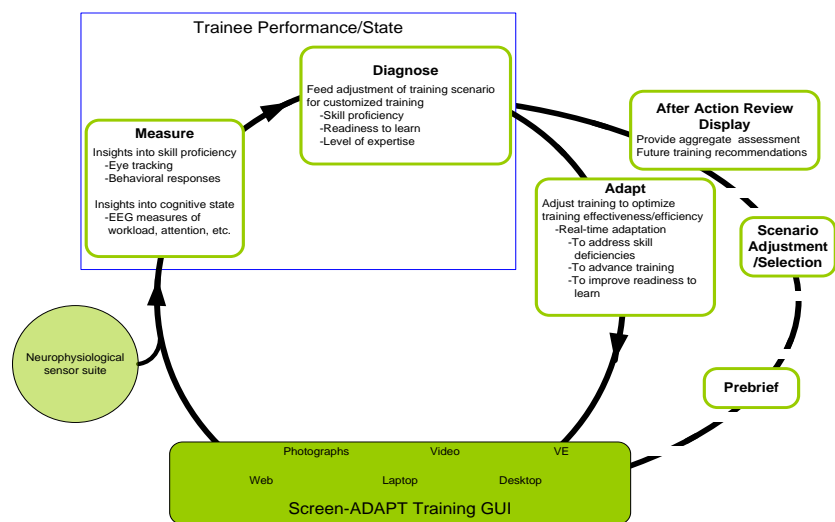 Trainee Performance/State
Diagnose
Feed adjustment of training scenario
for customized training
-Skill proficiency
-Readiness to learn
-Level of expertise
Measure
Insights into skill proficiency
-Eye tracking
-Behavioral responses
Insights into cognitive state
-EEG measures of
workload, attention, etc.
After Action Review
Display
Provide aggregate assessment
Future training recommendations
Adapt
Adjust training to optimize
training effectiveness/efficiency
-Real-time adaptation
-To address skill
deficiencies
-To advance training
-To improve readiness to
learn
Scenario
Adjustment
/Selection
Neurophysiological
sensor suite
Prebrief
Photographs Video VE
Web Laptop Desktop
Screen-ADAPT Training GUI